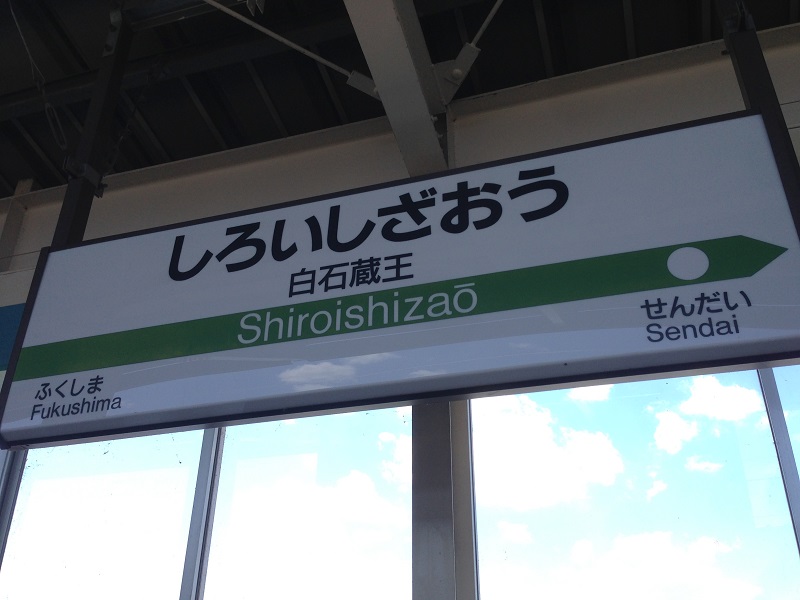 しろいしざおう
白石蔵王
Shiroishizaō
ふくしま
Fukushima
せんだい
Sendai